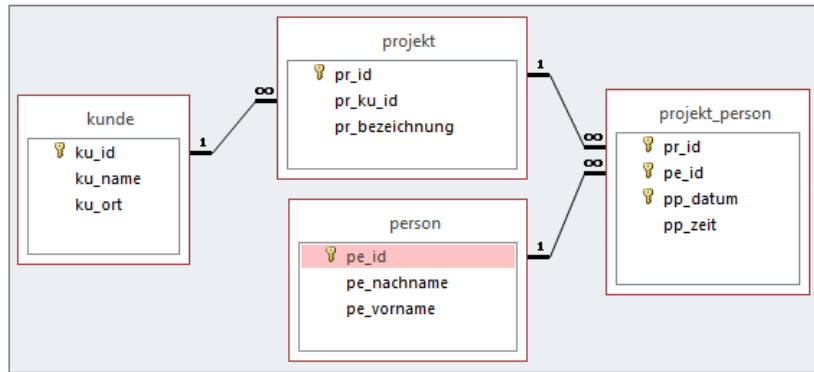 kunde
ku_id
ku_name
ku_ort
1
∞
projekt
pr_id
pr_ku_id
pr_bezeichnung
1
∞
person
pe_id
pe_nachname
pe_vorname
1
∞
projekt_person
pr_id
pe_id
pp_datum
pp_zeit